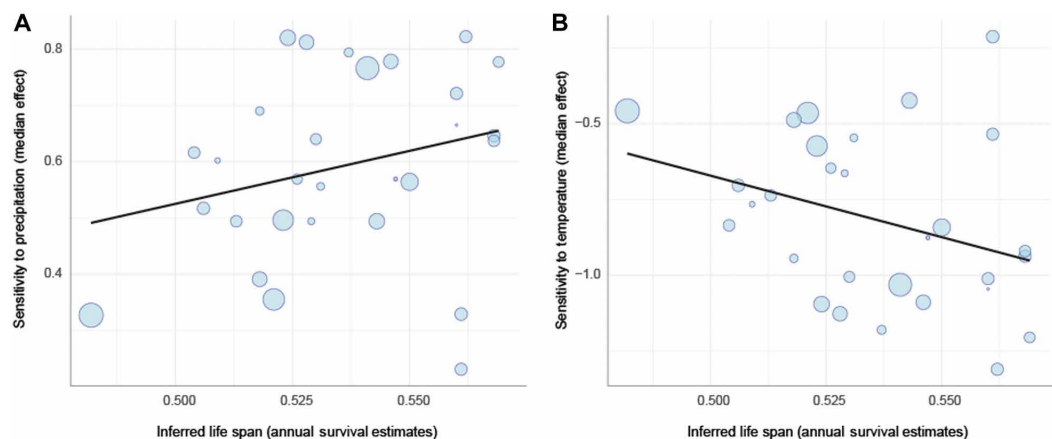 A
Sensitivity to precipitation (median effect)
0.8
0.6
0.4
0.500 0.525 0.550
Inferred life span (annual survival estimates)
B
Sensitivity to temperature (median effect)
−0.5
−1.0
0.500 0.525 0.550
Inferred life span (annual survival estimates)